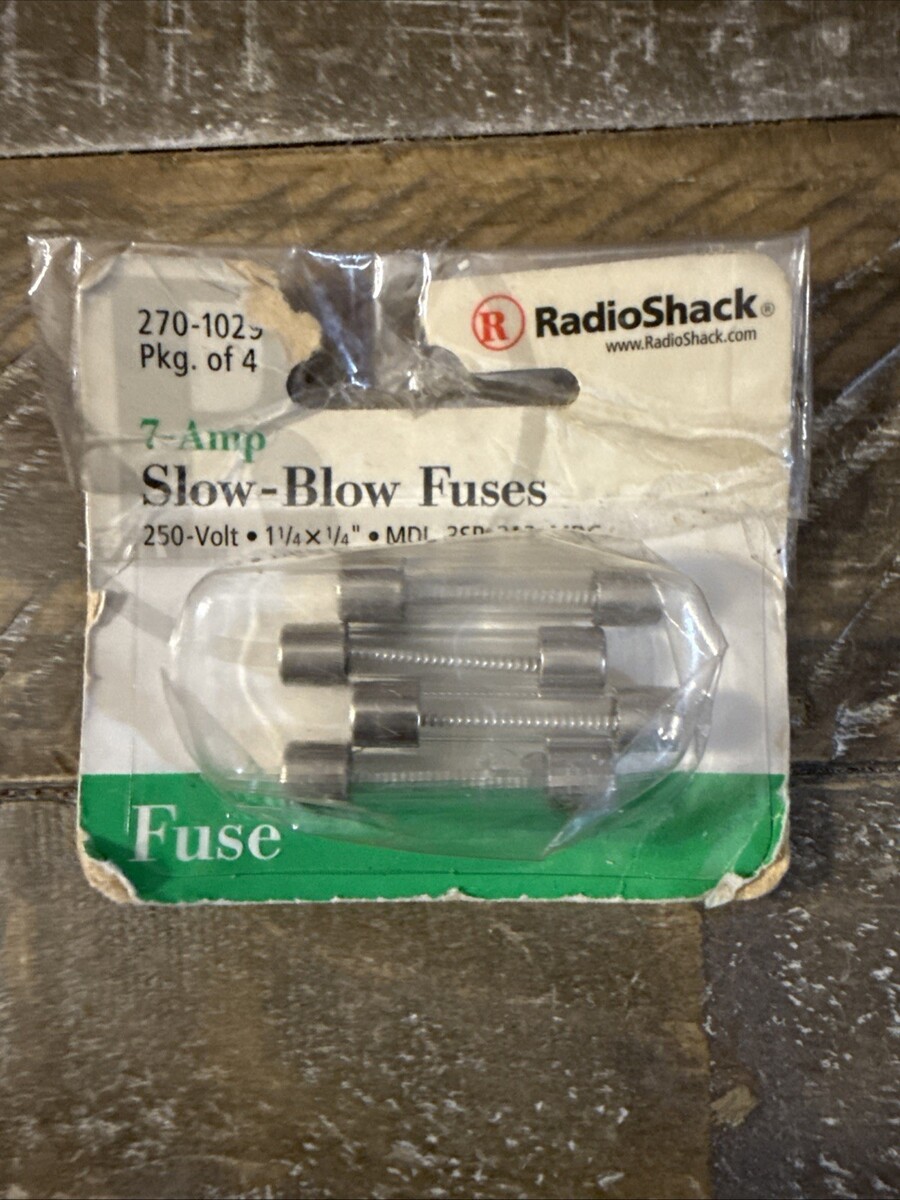 270-1029
Pkg. of 4
R RadioShack®
www.RadioShack.com
7-Amp
Slow-Blow Fuses
250-Volt • 1¼×¼" • MDL
Fuse